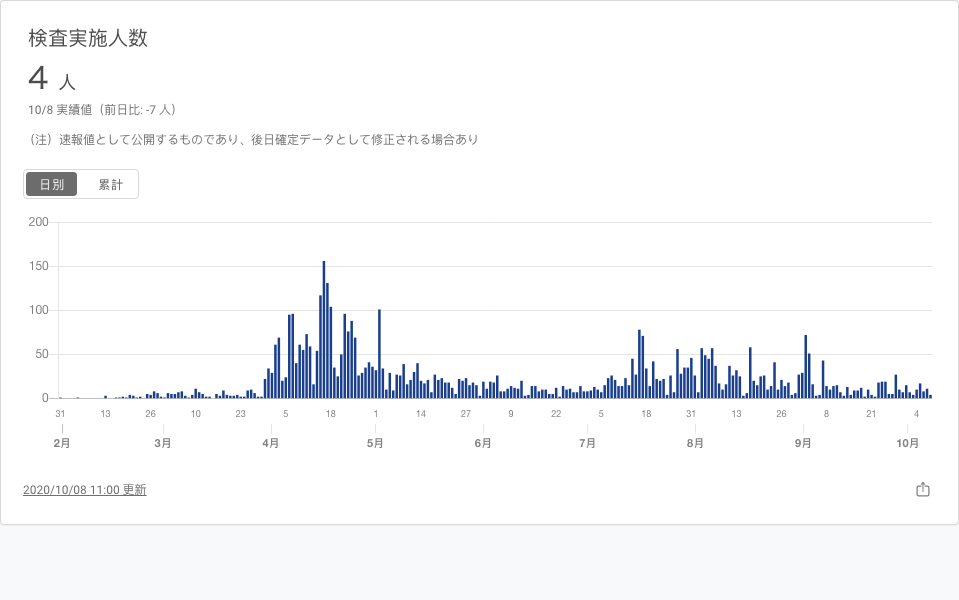 検査実施人数
4 人
10/8 実績値（前日比: -7 人）
（注）速報値として公開するものであり、後日確定データとして修正される場合あり
日別 累計
200
150
100
50
0
31 13 26 10 23 5 18 1 14 27 9 22 5 18 31 13 26 8 21 4
2月 3月 4月 5月 6月 7月 8月 9月 10月
2020/10/08 11:00 更新